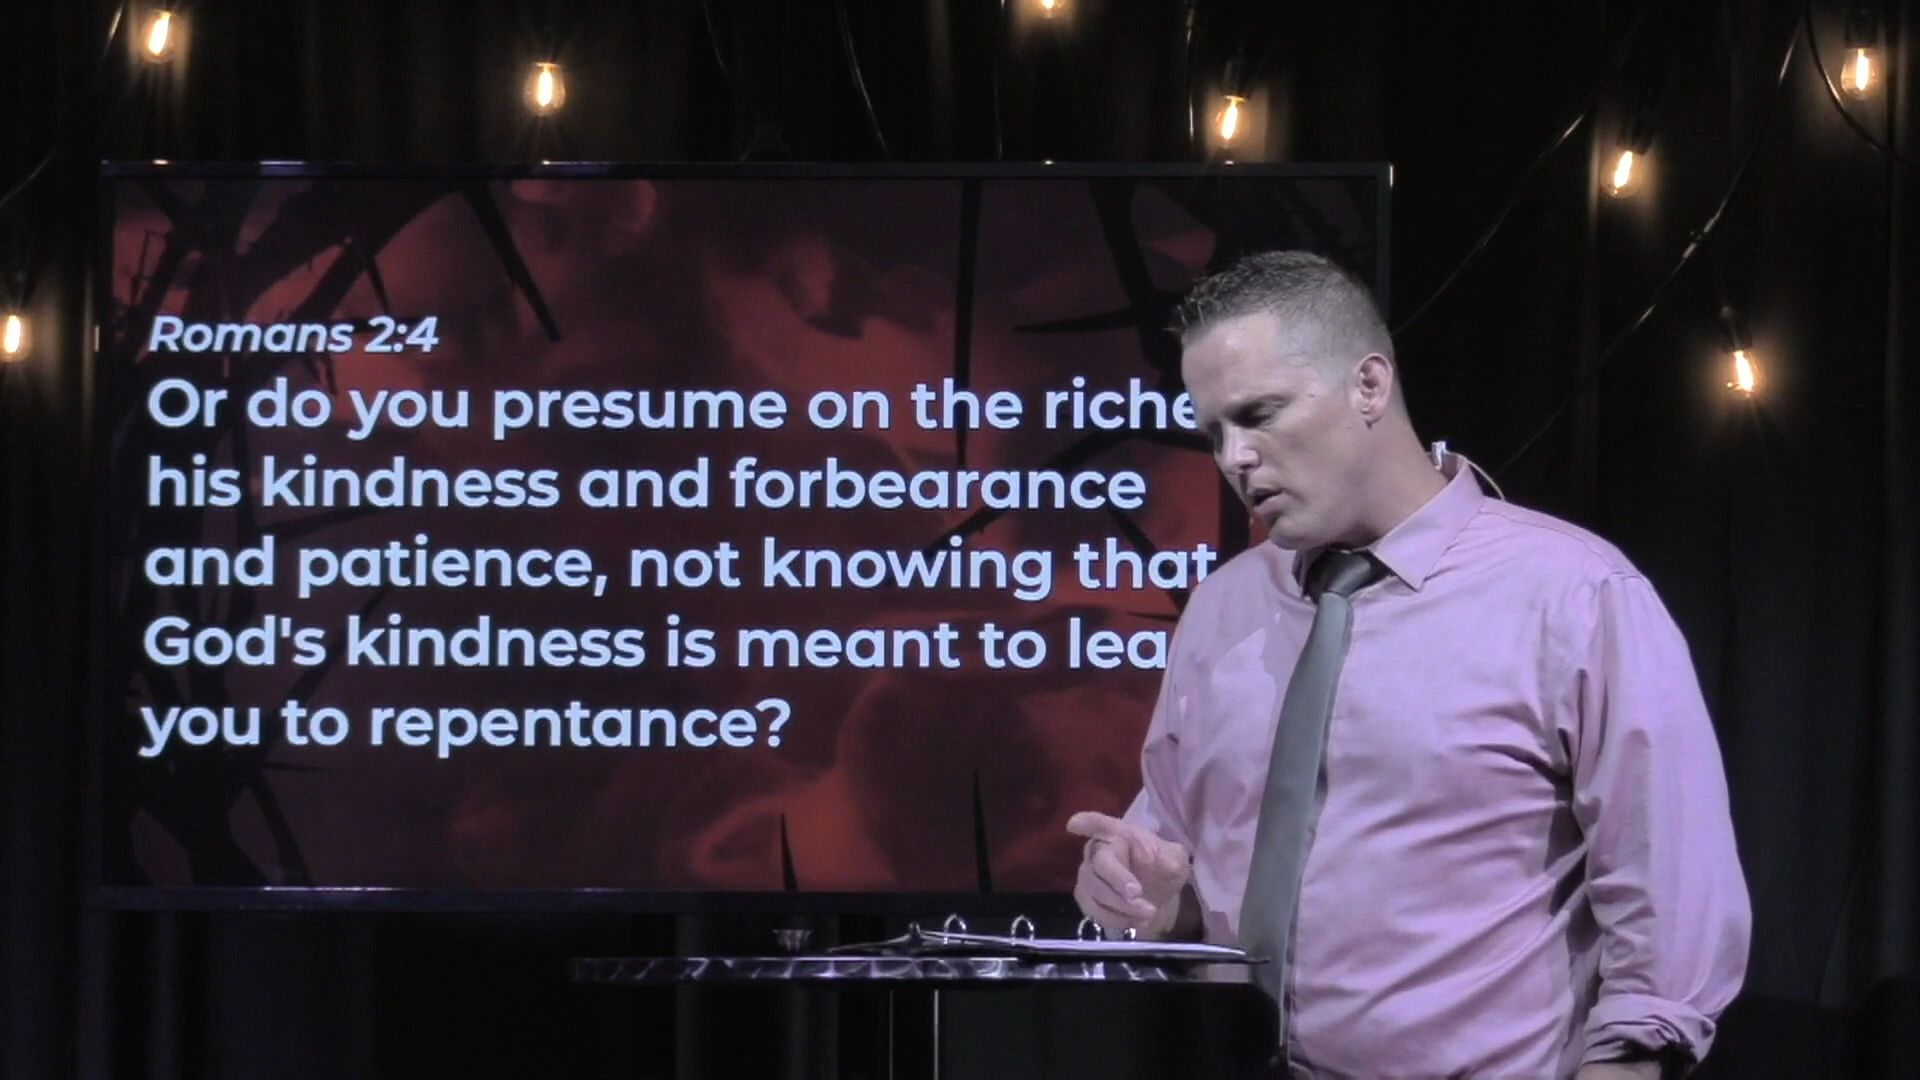 Romans 2:4
Or do you presume on the riche
his kindness and forbearance
and patience, not knowing that
God's kindness is meant to lea
you to repentance?